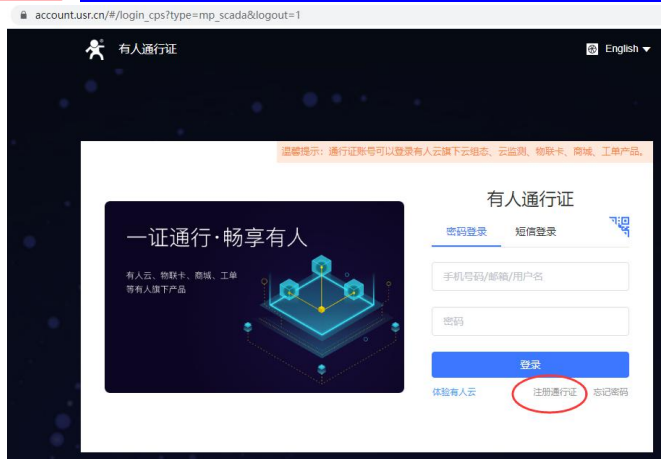 account.usr.cn/#/login_cps?type=mp_scada&logout=1
有人通行证
English
温馨提示：通行证账号可以登录有人云旗下云组态、云监测、物联卡、商城、工单产品。
有人通行证
密码登录 短信登录
一证通行·畅享有人
有人云、物联卡、商城、工单
等有人旗下产品
手机号码/邮箱/用户名
密码
登录
体验有人云 注册通行证 忘记密码